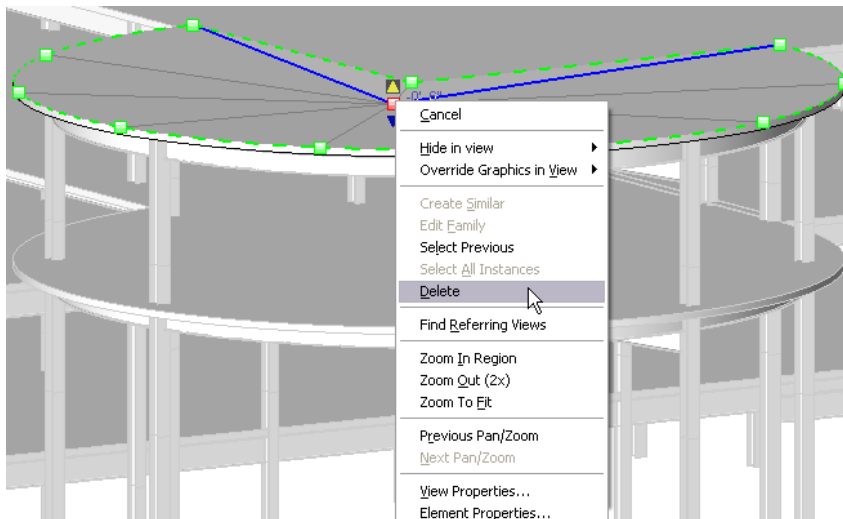 -0' 6"
Cancel
Hide in view
Override Graphics in View
Create Similar
Edit Family
Select Previous
Select All Instances
Delete
Find Referring Views
Zoom In Region
Zoom Out (2x)
Zoom To Fit
Previous Pan/Zoom
Next Pan/Zoom
View Properties...
Element Properties...